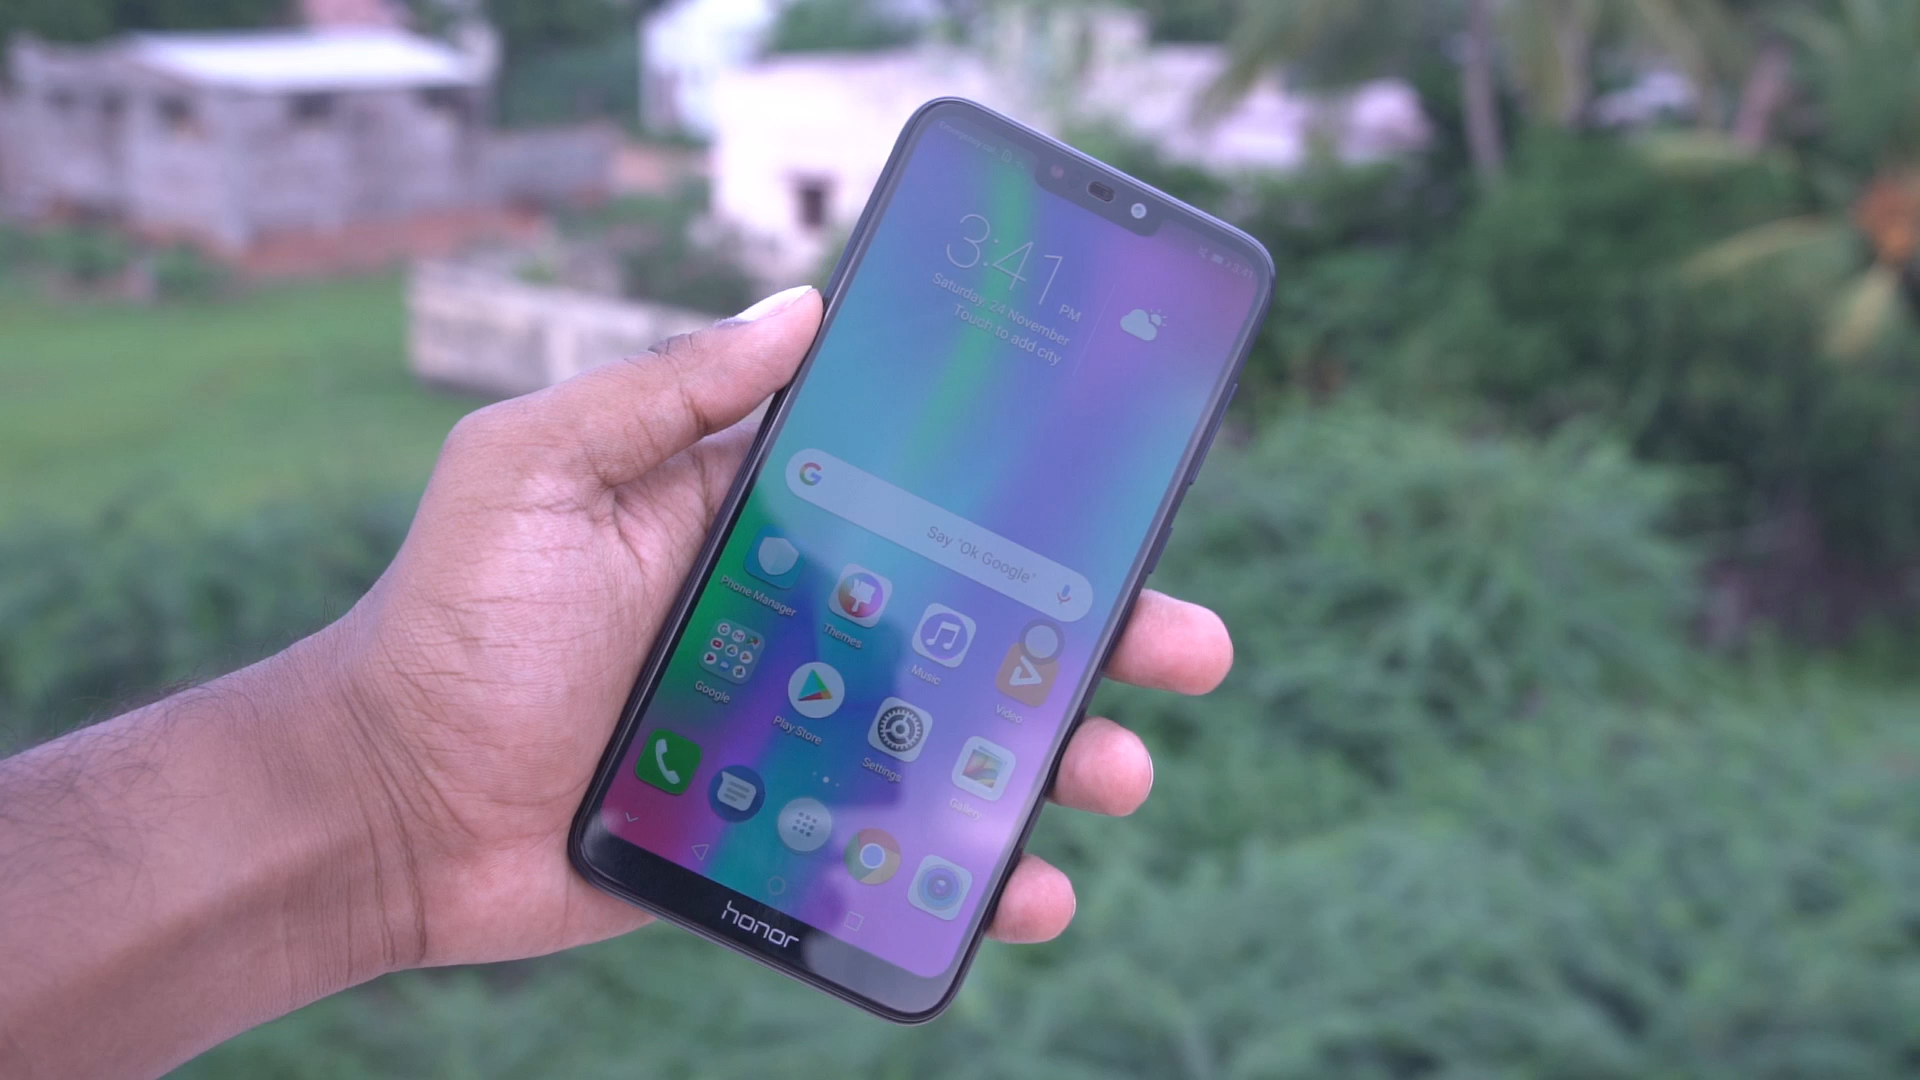 3:41 PM
Saturday, 24 November
Touch to add city
G
Say "Ok Google"
Phone Manager
Themes
Music
Video
Google
Play Store
Settings
Gallery
honor